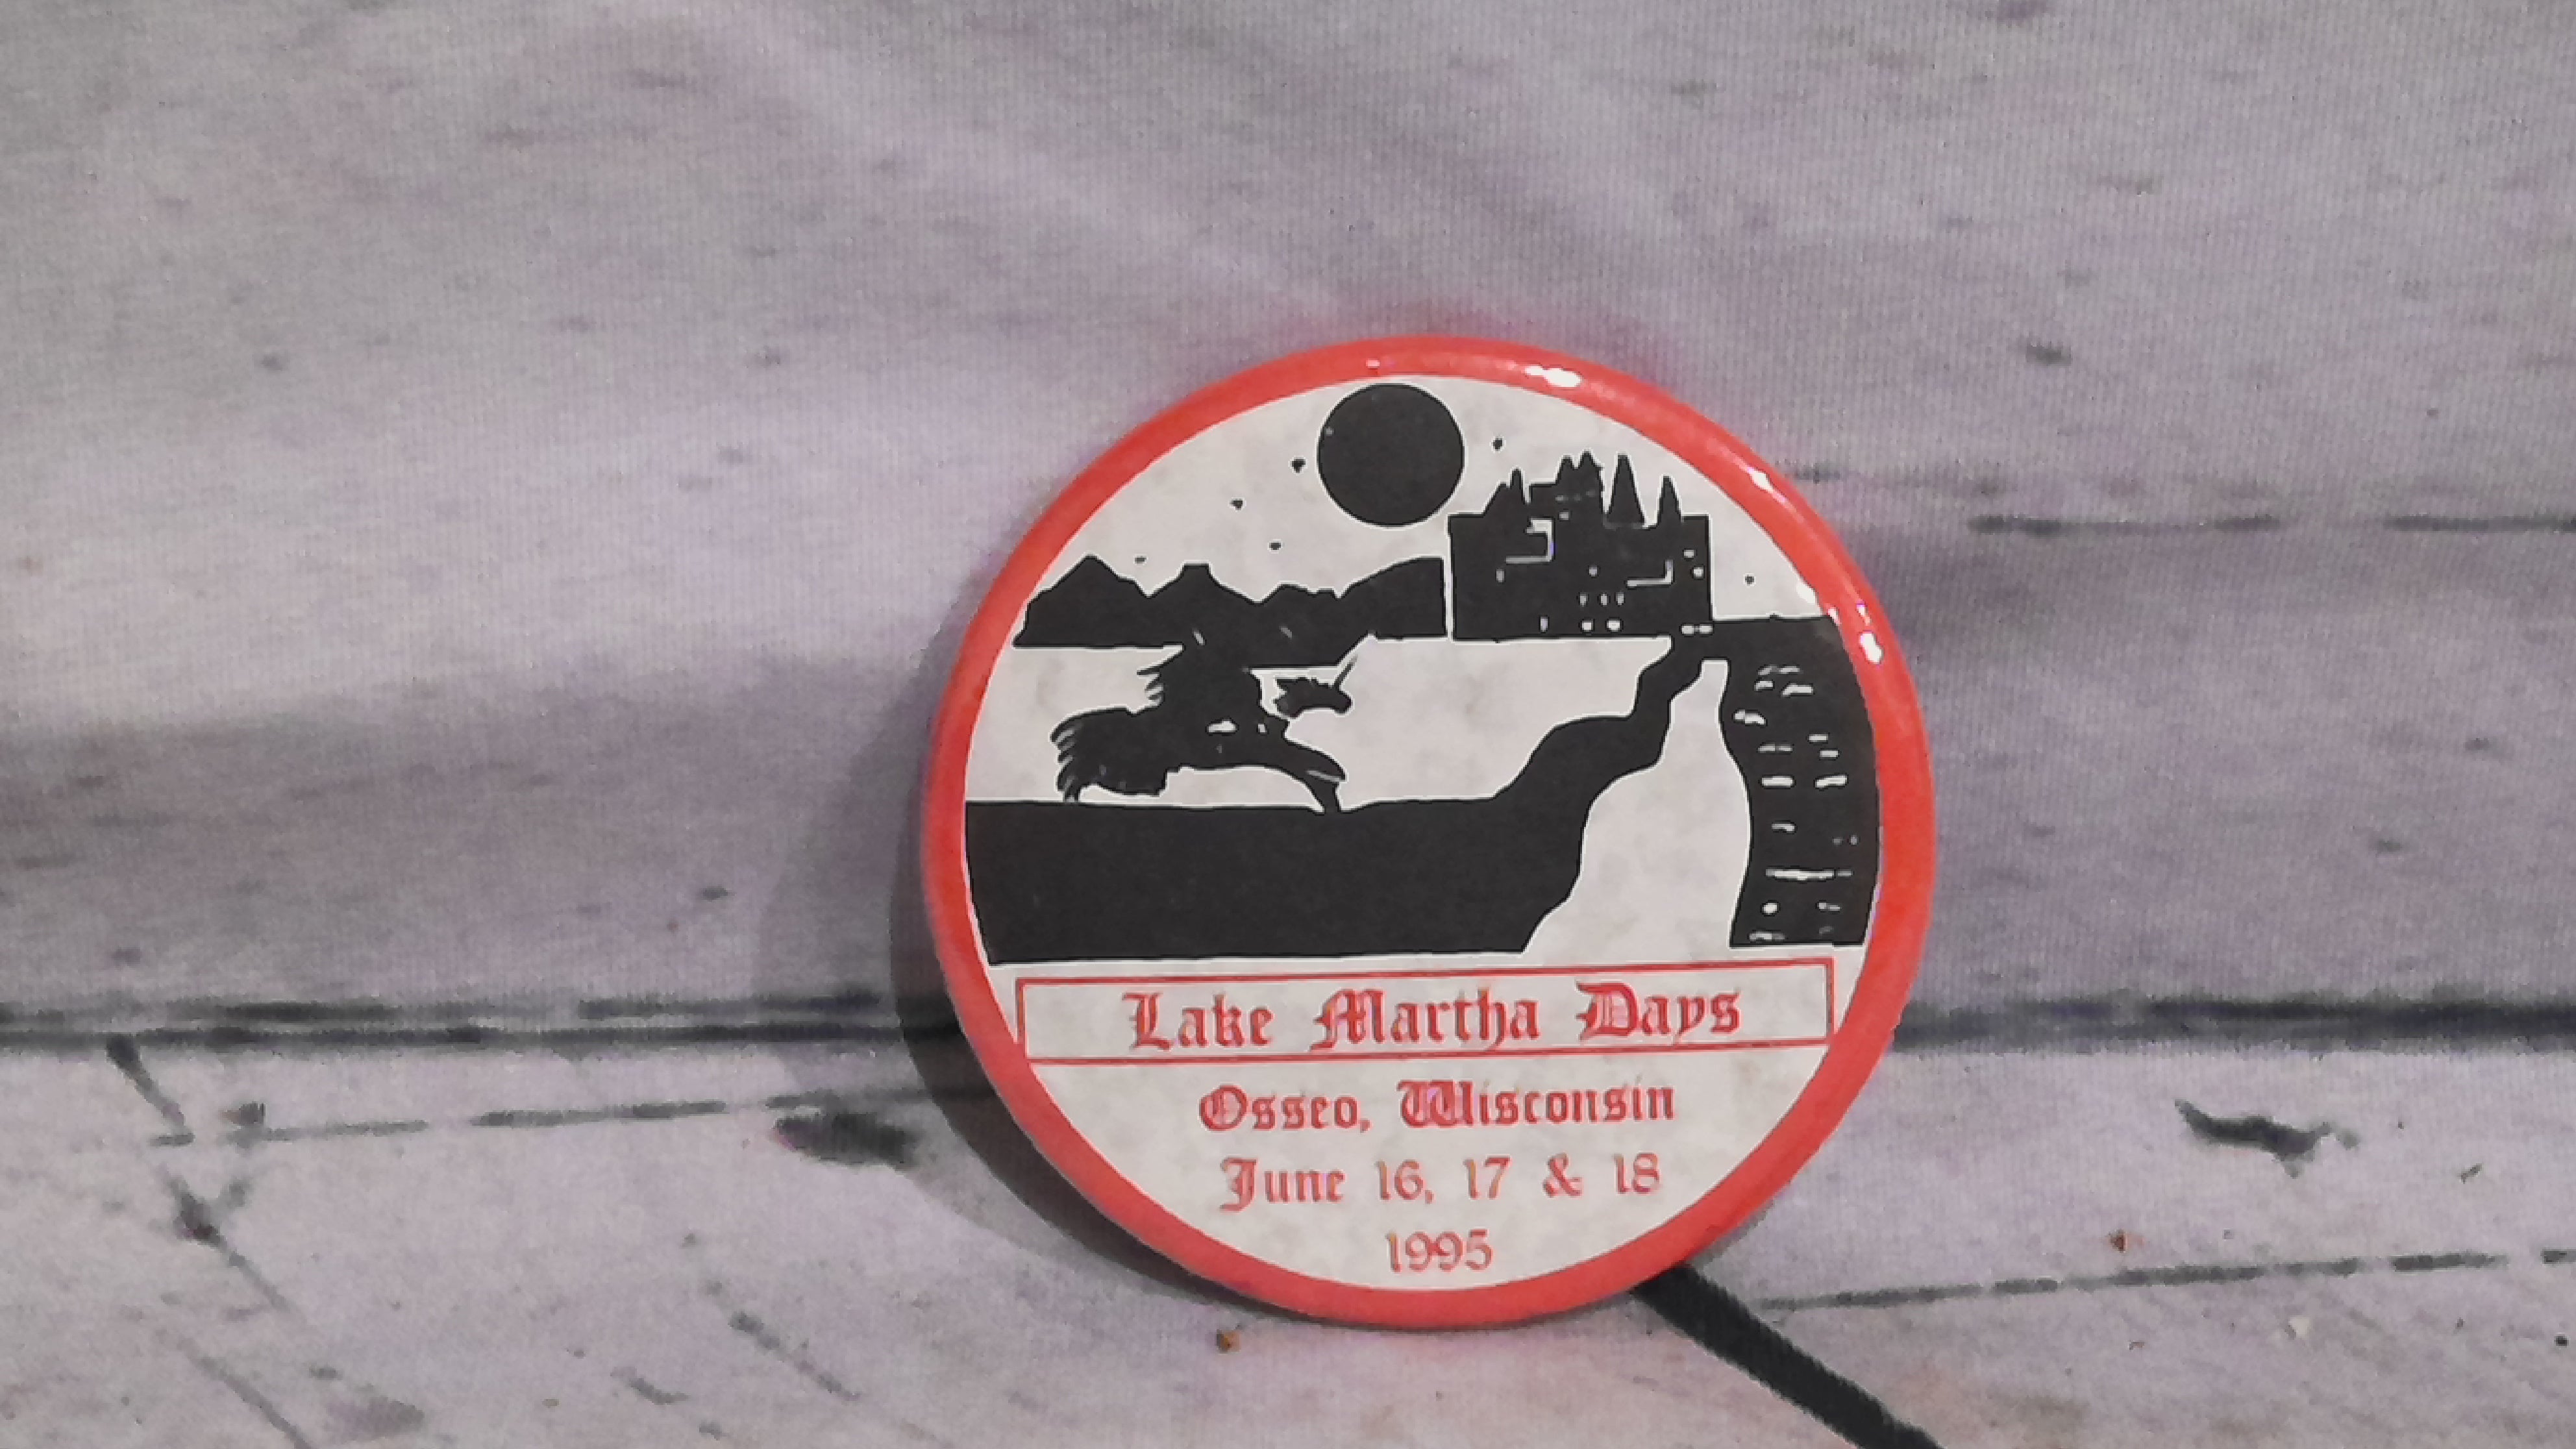 Lake Martha Days
Osseo, Wisconsin
June 16, 17 & 18
1995